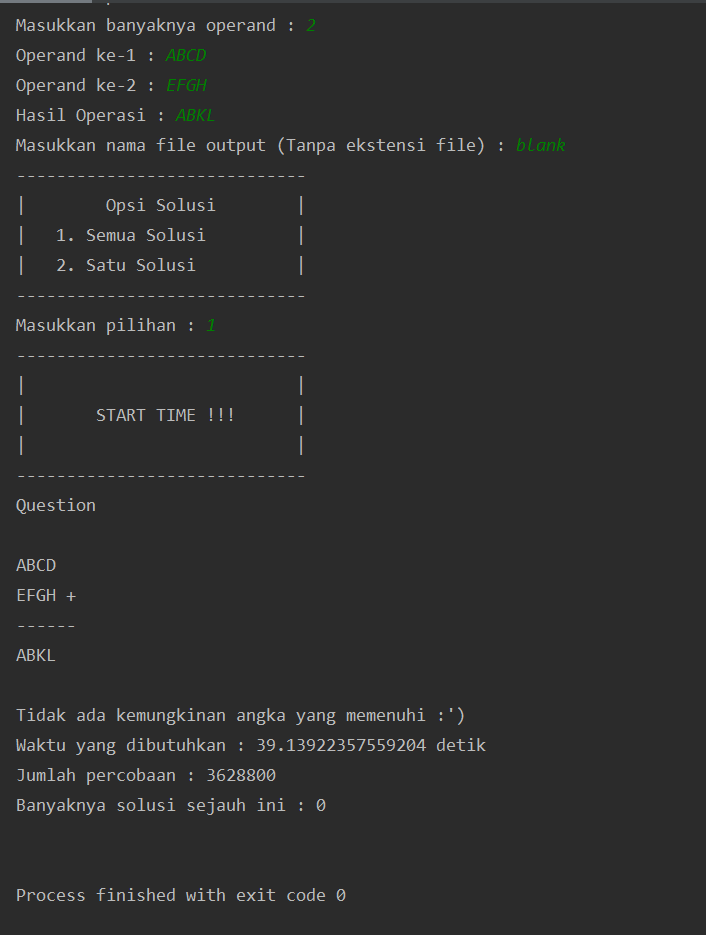 Masukkan banyaknya operand : 2
Operand ke-1 : ABCD
Operand ke-2 : EFGH
Hasil Operasi : ABKL
Masukkan nama file output (Tanpa ekstensi file) : blank
-----------------------------
|        Opsi Solusi        |
|   1. Semua Solusi         |
|   2. Satu Solusi          |
-----------------------------
Masukkan pilihan : 1
-----------------------------
|                           |
|       START TIME !!!      |
|                           |
-----------------------------
Question
ABCD
EFGH +
------
ABKL
Tidak ada kemungkinan angka yang memenuhi :')
Waktu yang dibutuhkan : 39.13922357559204 detik
Jumlah percobaan : 3628800
Banyaknya solusi sejauh ini : 0
Process finished with exit code 0